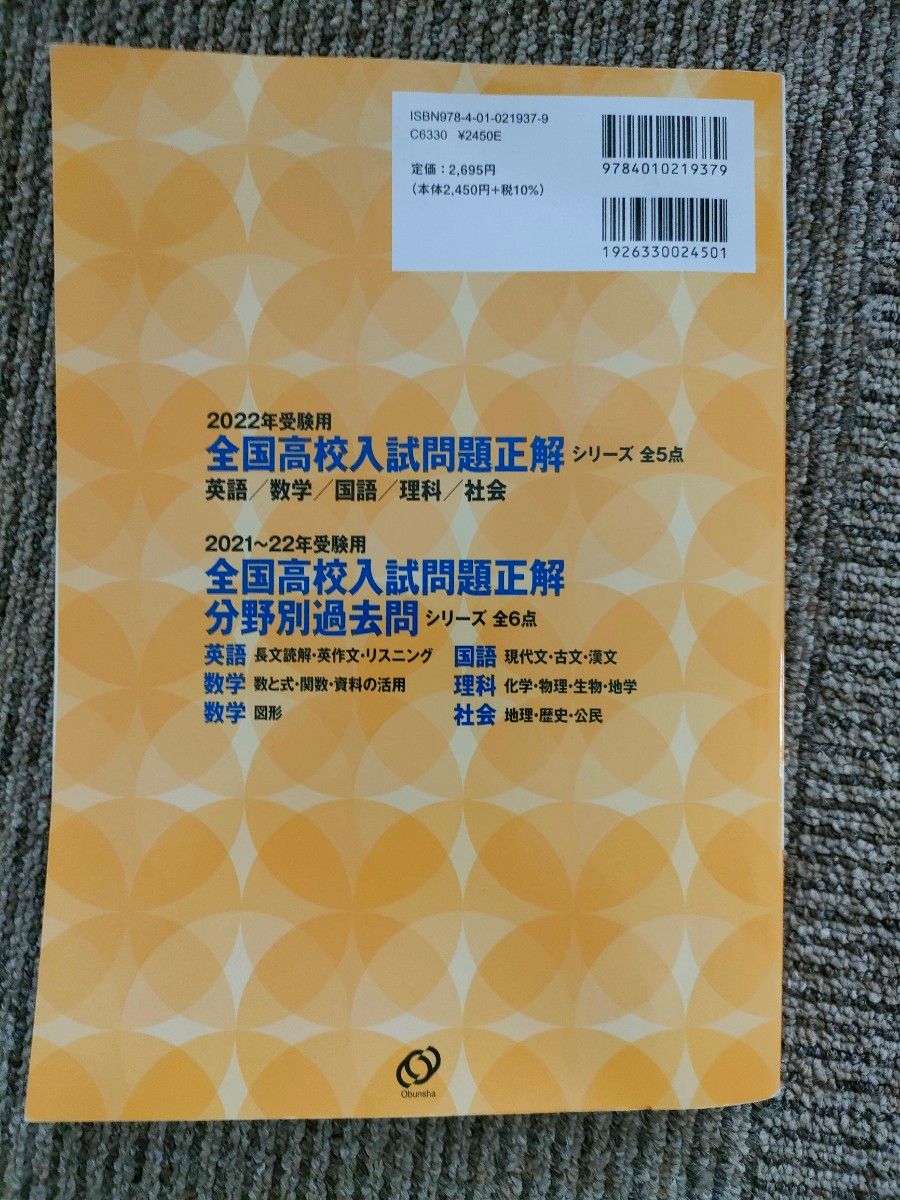 ISBN978-4-01-021937-9
C6330 ¥2450E
定価：2,695円
（本体2,450円+税10%）
9784010219379
1926330024501
2022年受験用
全国高校入試問題正解 シリーズ 全5点
英語／数学／国語／理科／社会
2021〜22年受験用
全国高校入試問題正解
分野別過去問 シリーズ 全6点
英語 長文読解・英作文・リスニング 国語 現代文・古文・漢文
数学 数と式・関数・資料の活用 理科 化学・物理・生物・地学
数学 図形 社会 地理・歴史・公民
Obunsha